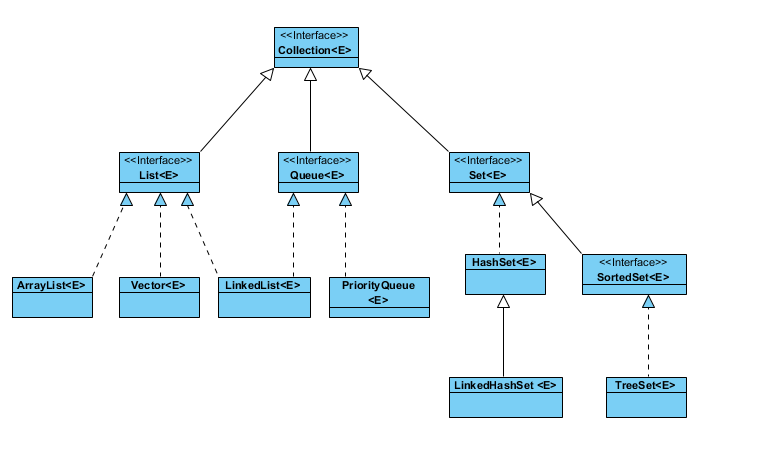 <<Interface>>
Collection<E>
<<Interface>>
List<E>
<<Interface>>
Queue<E>
<<Interface>>
Set<E>
HashSet<E>
<<Interface>>
SortedSet<E>
ArrayList<E>
Vector<E>
LinkedList<E>
PriorityQueue
<E>
LinkedHashSet <E>
TreeSet<E>